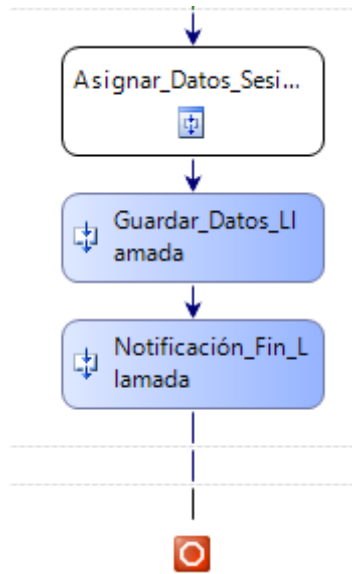 Asignar_Datos_Sesi...
Guardar_Datos_Ll
amada
Notificación_Fin_L
lamada